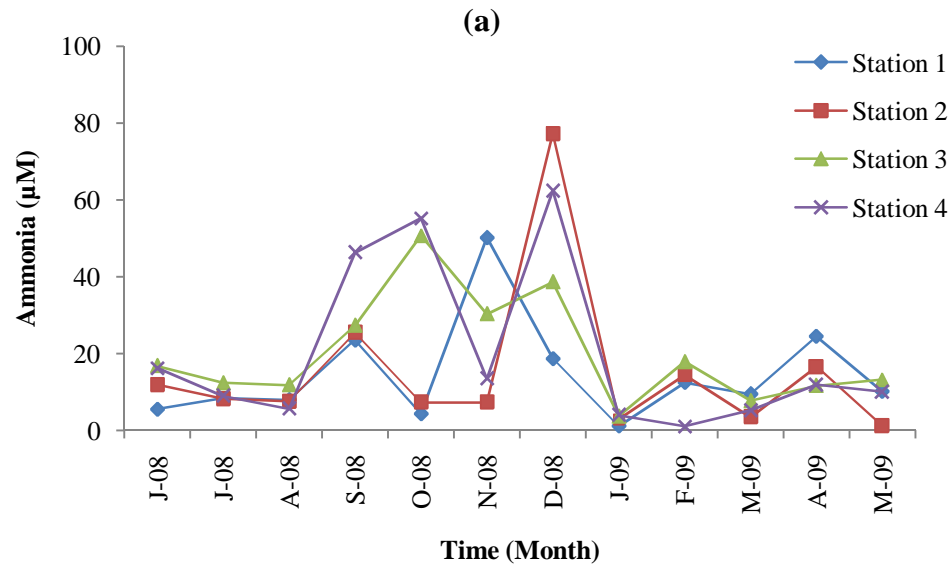 (a)
100
80
60
40
20
0
Ammonia (µM)
Station 1
Station 2
Station 3
Station 4
J-08
J-08
A-08
S-08
O-08
N-08
D-08
J-09
F-09
M-09
A-09
M-09
Time (Month)